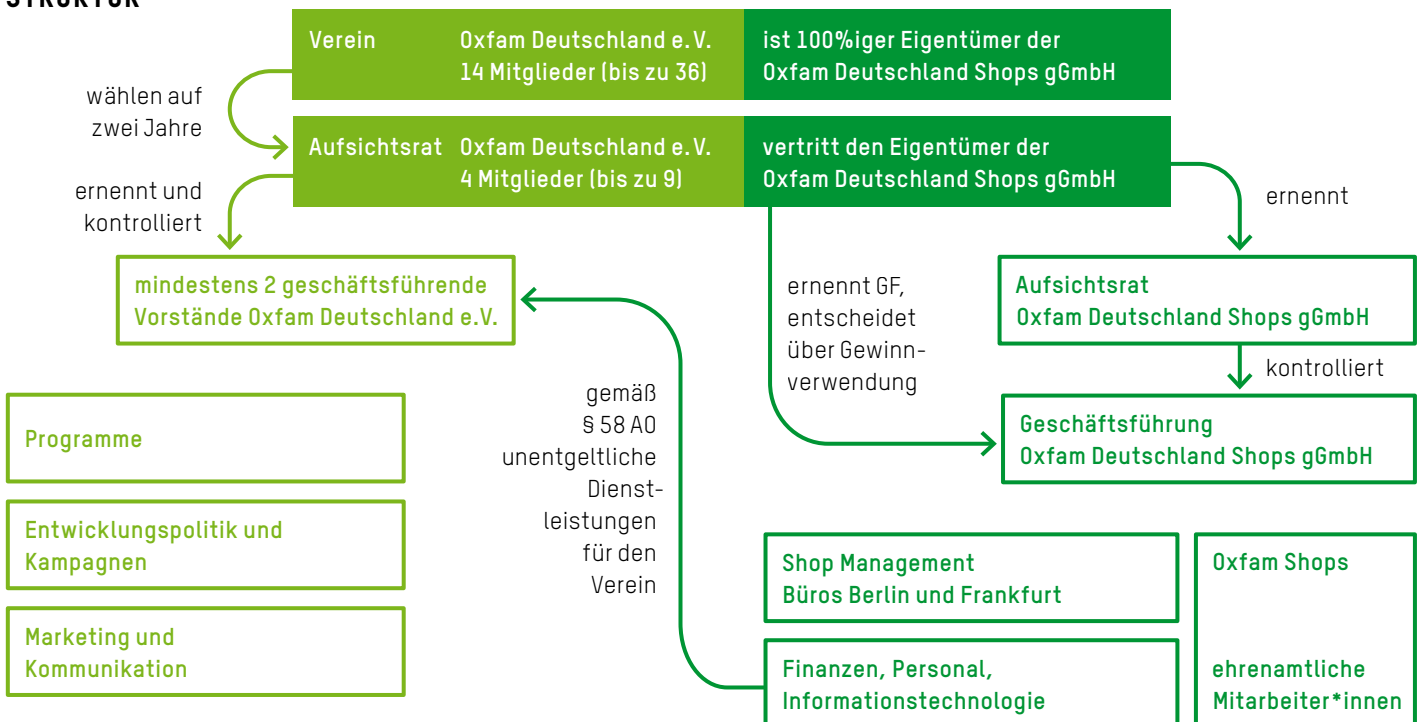 STRUKTUR
Verein Oxfam Deutschland e.V.
14 Mitglieder (bis zu 36)
ist 100%iger Eigentümer der
Oxfam Deutschland Shops gGmbH
wählen auf
zwei Jahre
Aufsichtsrat Oxfam Deutschland e.V.
4 Mitglieder (bis zu 9)
vertritt den Eigentümer der
Oxfam Deutschland Shops gGmbH
ernennt und
kontrolliert
ernennt
mindestens 2 geschäftsführende
Vorstände Oxfam Deutschland e.V.
ernennt GF,
entscheidet
über Gewinn-
verwendung
Aufsichtsrat
Oxfam Deutschland Shops gGmbH
kontrolliert
Geschäftsführung
Oxfam Deutschland Shops gGmbH
gemäß
§ 58 AO
unentgeltliche
Dienst-
leistungen
für den
Verein
Programme
Entwicklungspolitik und
Kampagnen
Marketing und
Kommunikation
Shop Management
Büros Berlin und Frankfurt
Finanzen, Personal,
Informationstechnologie
Oxfam Shops
ehrenamtliche
Mitarbeiter*innen